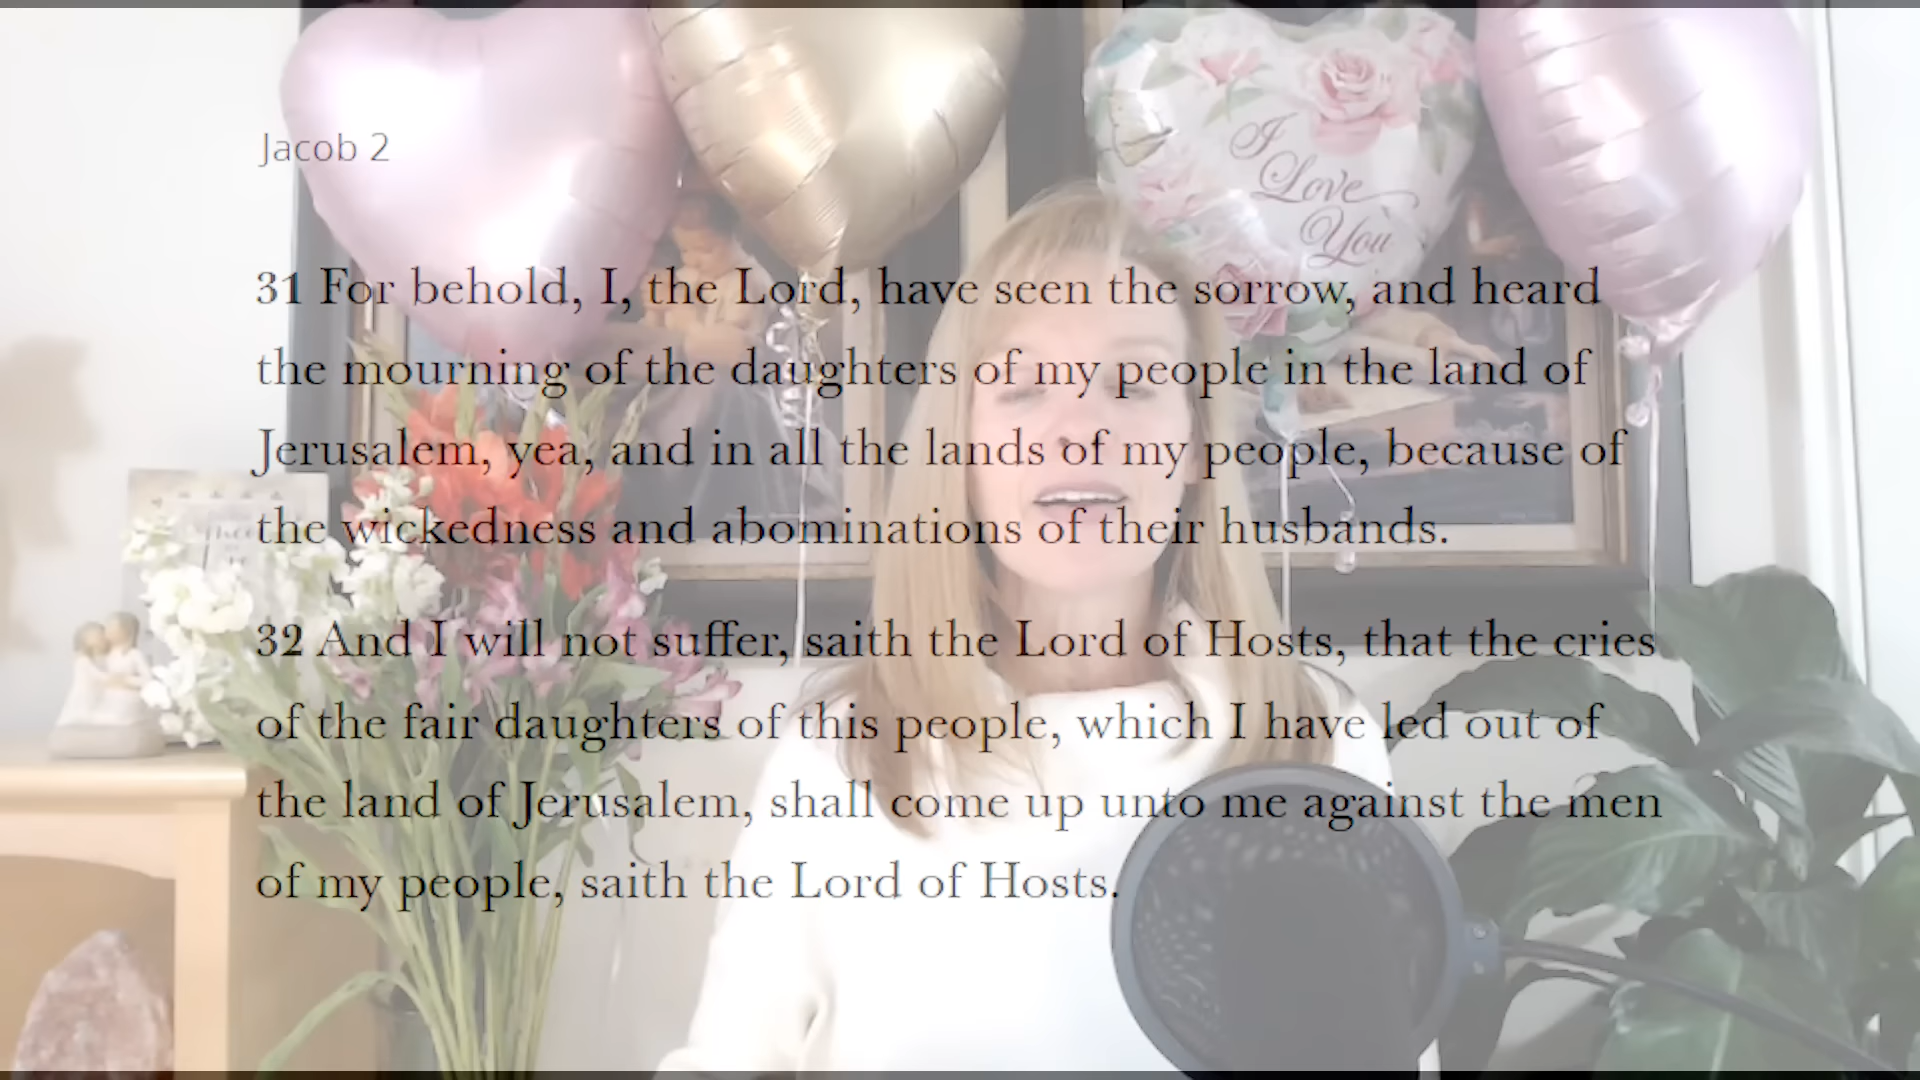 Jacob 2
I
Love
You
31 For behold, I, the Lord, have seen the sorrow, and heard
the mourning of the daughters of my people in the land of
Jerusalem, yea, and in all the lands of my people, because of
the wickedness and abominations of their husbands.
32 And I will not suffer, saith the Lord of Hosts, that the cries
of the fair daughters of this people, which I have led out of
the land of Jerusalem, shall come up unto me against the men
of my people, saith the Lord of Hosts.